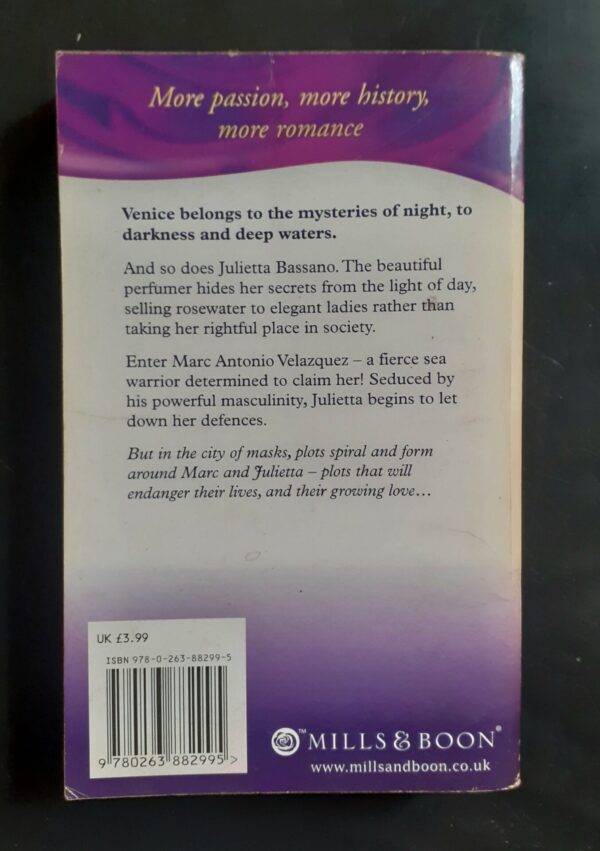 More passion, more history,
more romance
Venice belongs to the mysteries of night, to
darkness and deep waters.
And so does Julietta Bassano. The beautiful
perfumer hides her secrets from the light of day,
selling rosewater to elegant ladies rather than
taking her rightful place in society.
Enter Marc Antonio Velazquez – a fierce sea
warrior determined to claim her! Seduced by
his powerful masculinity, Julietta begins to let
down her defences.
But in the city of masks, plots spiral and form
around Marc and Julietta – plots that will
endanger their lives, and their growing love…
UK £3.99
ISBN 978-0-263-88299-5
9 780263 882995 >
™ MILLS & BOON®
www.millsandboon.co.uk